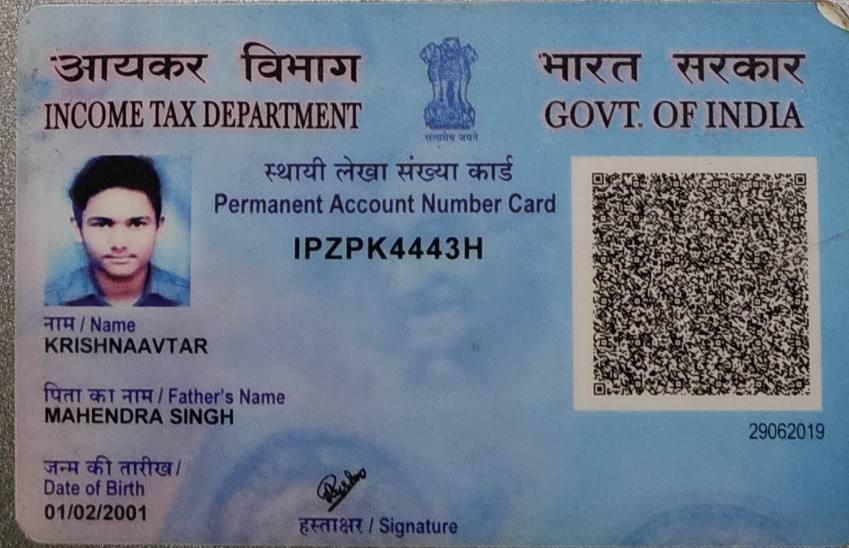 आयकर विभाग
INCOME TAX DEPARTMENT
सत्यमेव जयते
भारत सरकार
GOVT. OF INDIA
स्थायी लेखा संख्या कार्ड
Permanent Account Number Card
IPZPK4443H
नाम / Name
KRISHNAAVTAR
पिता का नाम / Father's Name
MAHENDRA SINGH
29062019
जन्म की तारीख /
Date of Birth
01/02/2001
हस्ताक्षर / Signature